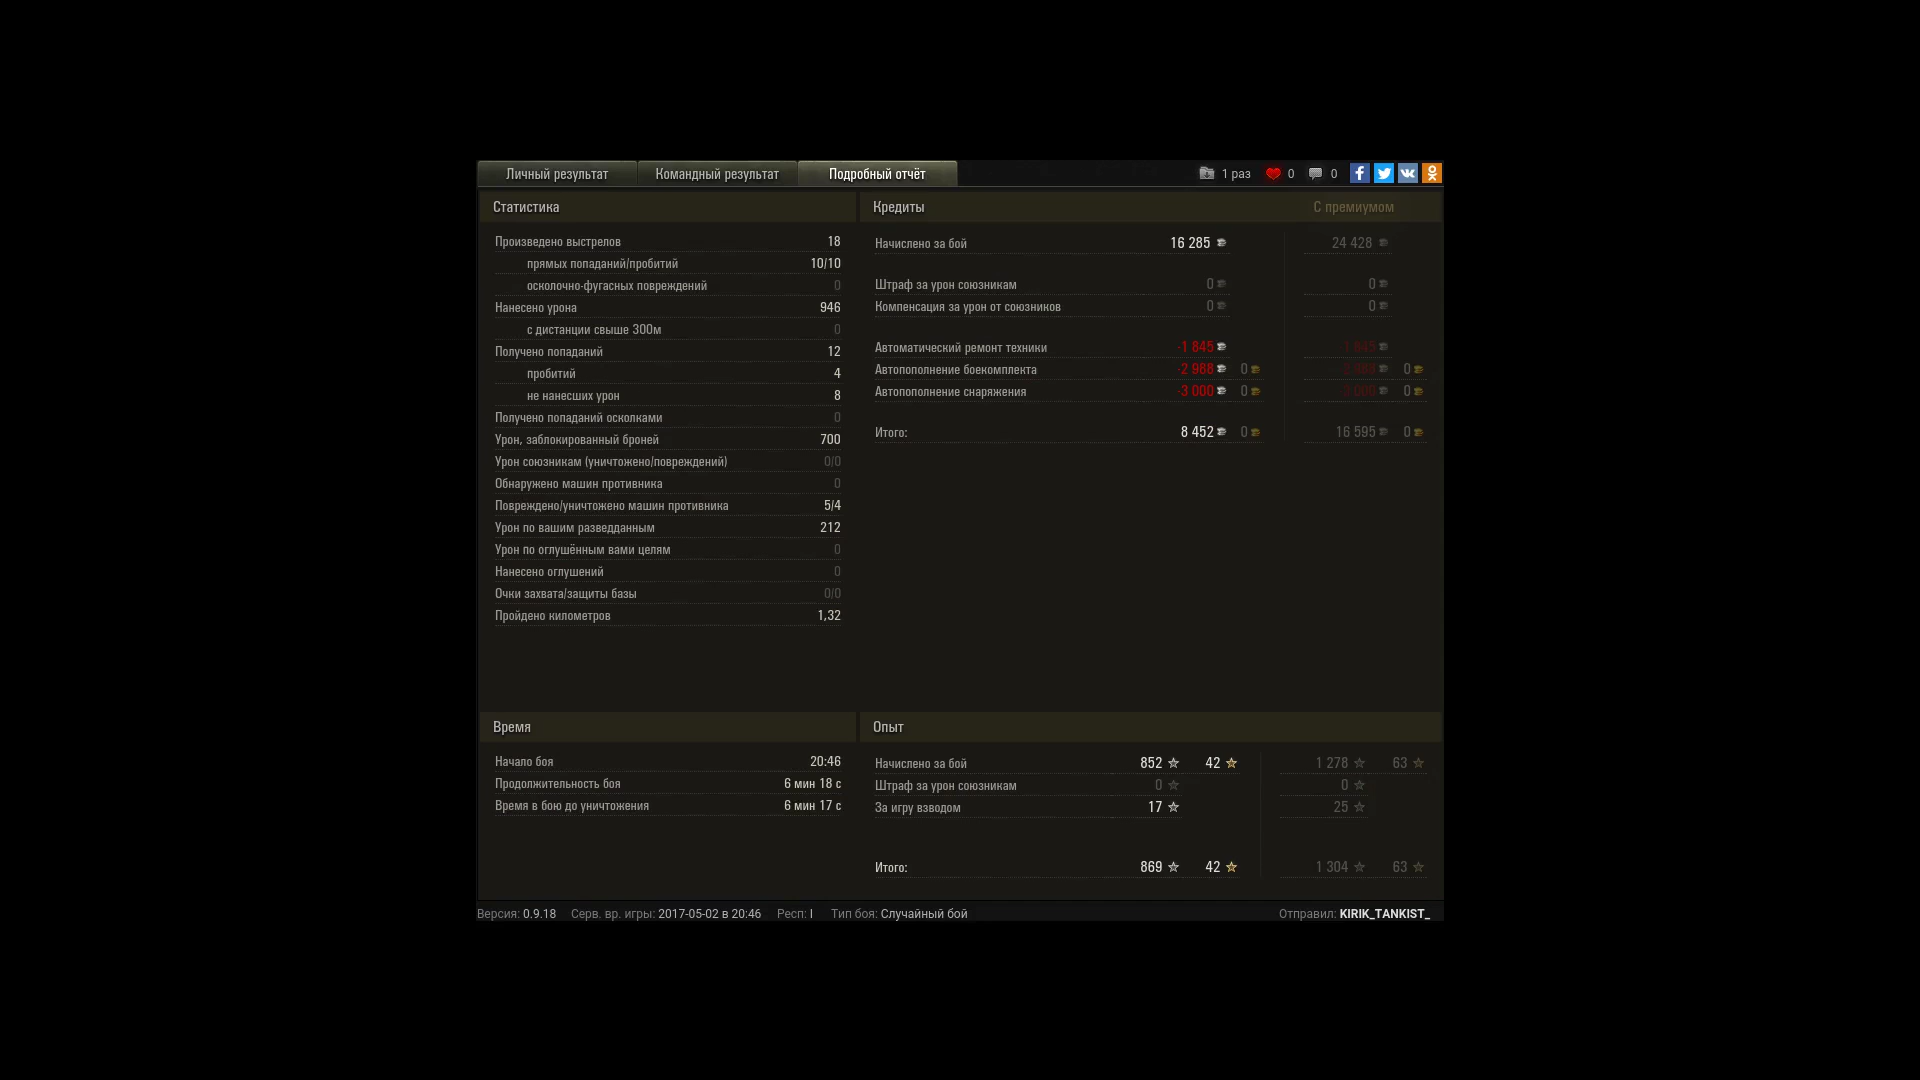 Личный результат Командный результат Подробный отчёт 1 раз 0 0
Статистика
Произведено выстрелов 18
прямых попаданий/пробитий 10/10
осколочно-фугасных повреждений 0
Нанесено урона 946
с дистанции свыше 300м 0
Получено попаданий 12
пробитий 4
не нанесших урон 8
Получено попаданий осколками 0
Урон, заблокированный броней 700
Урон союзникам (уничтожено/повреждений) 0/0
Обнаружено машин противника 0
Повреждено/уничтожено машин противника 5/4
Урон по вашим разведданным 212
Урон по оглушённым вами целям 0
Нанесено оглушений 0
Очки захвата/защиты базы 0/0
Пройдено километров 1,32
Кредиты С премиумом
Начислено за бой 16 285 24 428
Штраф за урон союзникам 0 0
Компенсация за урон от союзников 0 0
Автоматический ремонт техники -1 845 -1 845
Автопополнение боекомплекта -2 988 0 -2 988 0
Автопополнение снаряжения -3 000 0 -3 000 0
Итого: 8 452 0 16 595 0
Время
Начало боя 20:46
Продолжительность боя 6 мин 18 с
Время в бою до уничтожения 6 мин 17 с
Опыт
Начислено за бой 852 42 1 278 63
Штраф за урон союзникам 0 0
За игру взводом 17 25
Итого: 869 42 1 304 63
Версия: 0.9.18 Серв. вр. игры: 2017-05-02 в 20:46 Респ: I Тип боя: Случайный бой Отправил: KIRIK_TANKIST_